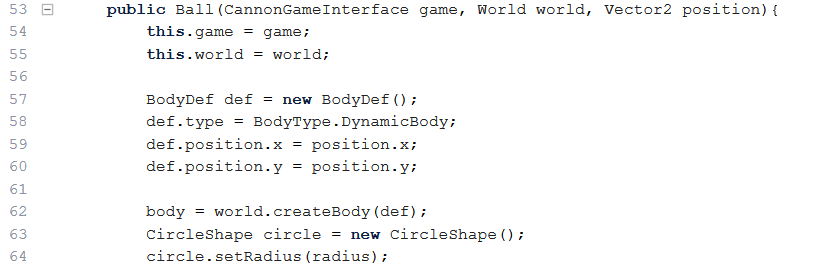 53 public Ball(CannonGameInterface game, World world, Vector2 position){
54 this.game = game;
55 this.world = world;
56
57 BodyDef def = new BodyDef();
58 def.type = BodyType.DynamicBody;
59 def.position.x = position.x;
60 def.position.y = position.y;
61
62 body = world.createBody(def);
63 CircleShape circle = new CircleShape();
64 circle.setRadius(radius);